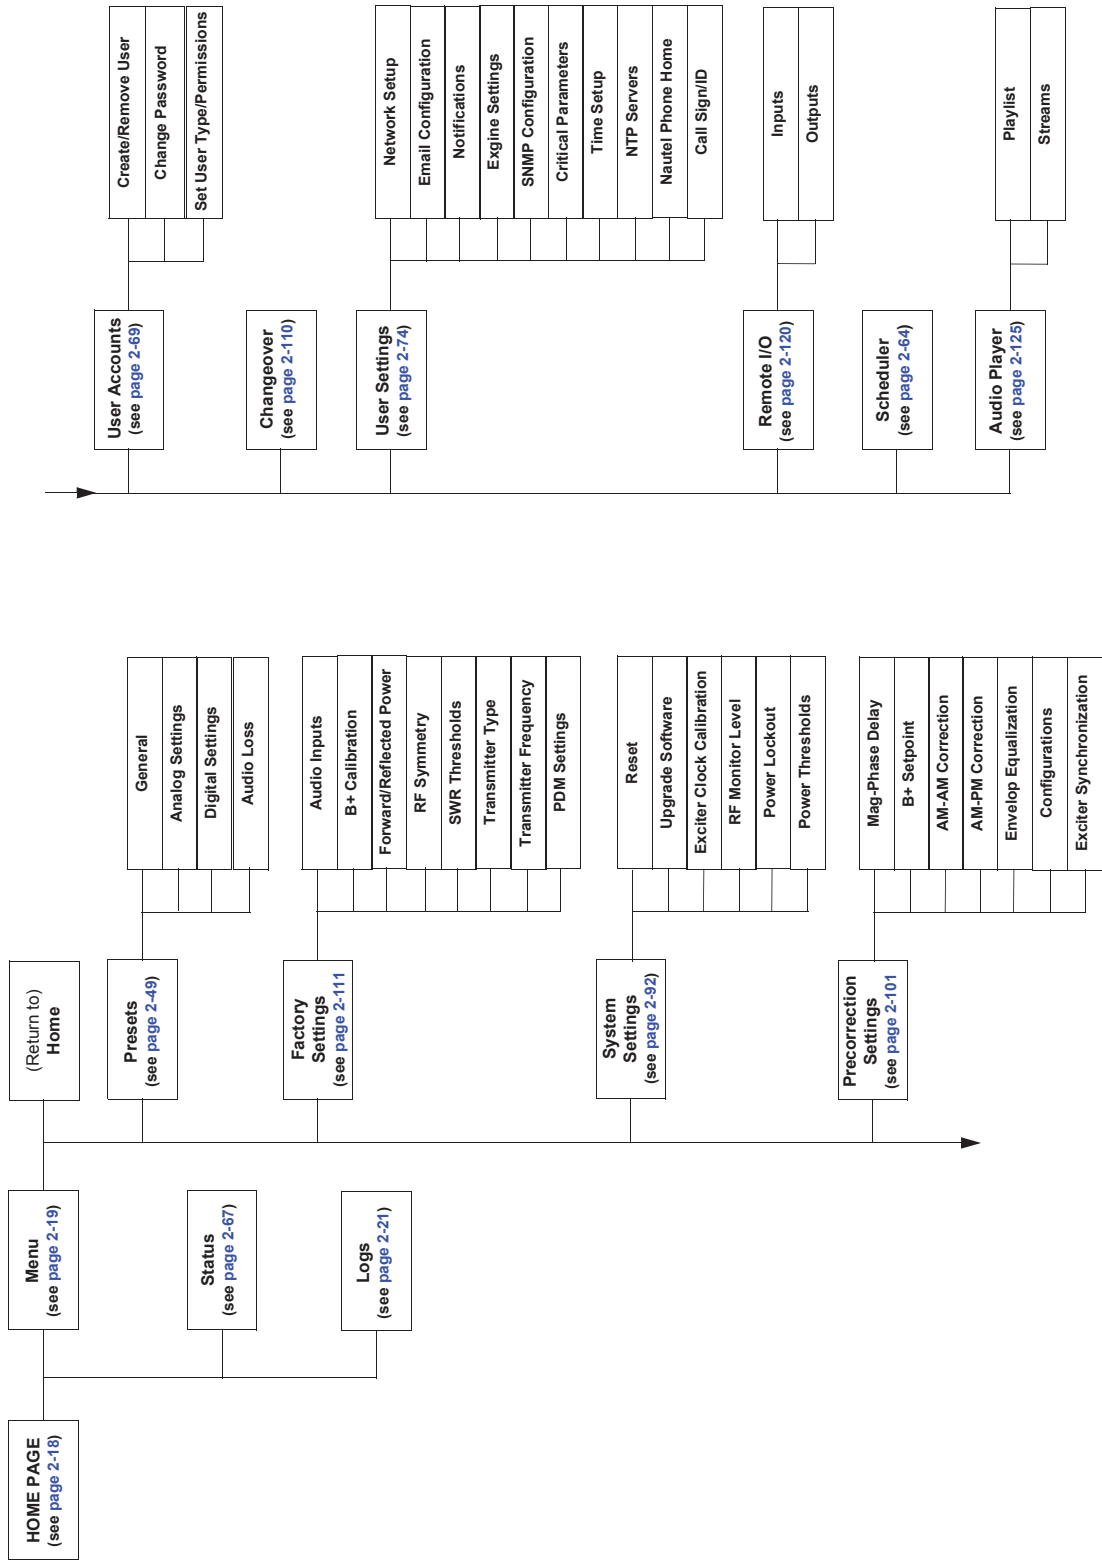 HOME PAGE
(see page 2-18)
Menu
(see page 2-19)
Status
(see page 2-67)
Logs
(see page 2-21)
(Return to)
Home
Presets
(see page 2-49)
General
Analog Settings
Digital Settings
Audio Loss
Factory
Settings
(see page 2-111
Audio Inputs
B+ Calibration
Forward/Reflected Power
RF Symmetry
SWR Thresholds
Transmitter Type
Transmitter Frequency
PDM Settings
System
Settings
(see page 2-92)
Reset
Upgrade Software
Exciter Clock Calibration
RF Monitor Level
Power Lockout
Power Thresholds
Precorrection
Settings
(see page 2-101
Mag-Phase Delay
B+ Setpoint
AM-AM Correction
AM-PM Correction
Envelop Equalization
Configurations
Exciter Synchronization
User Accounts
(see page 2-69)
Create/Remove User
Change Password
Set User Type/Permissions
Changeover
(see page 2-110)
User Settings
(see page 2-74)
Network Setup
Email Configuration
Notifications
Exgine Settings
SNMP Configuration
Critical Parameters
Time Setup
NTP Servers
Nautel Phone Home
Call Sign/ID
Remote I/O
(see page 2-120)
Inputs
Outputs
Scheduler
(see page 2-64)
Audio Player
(see page 2-125)
Playlist
Streams